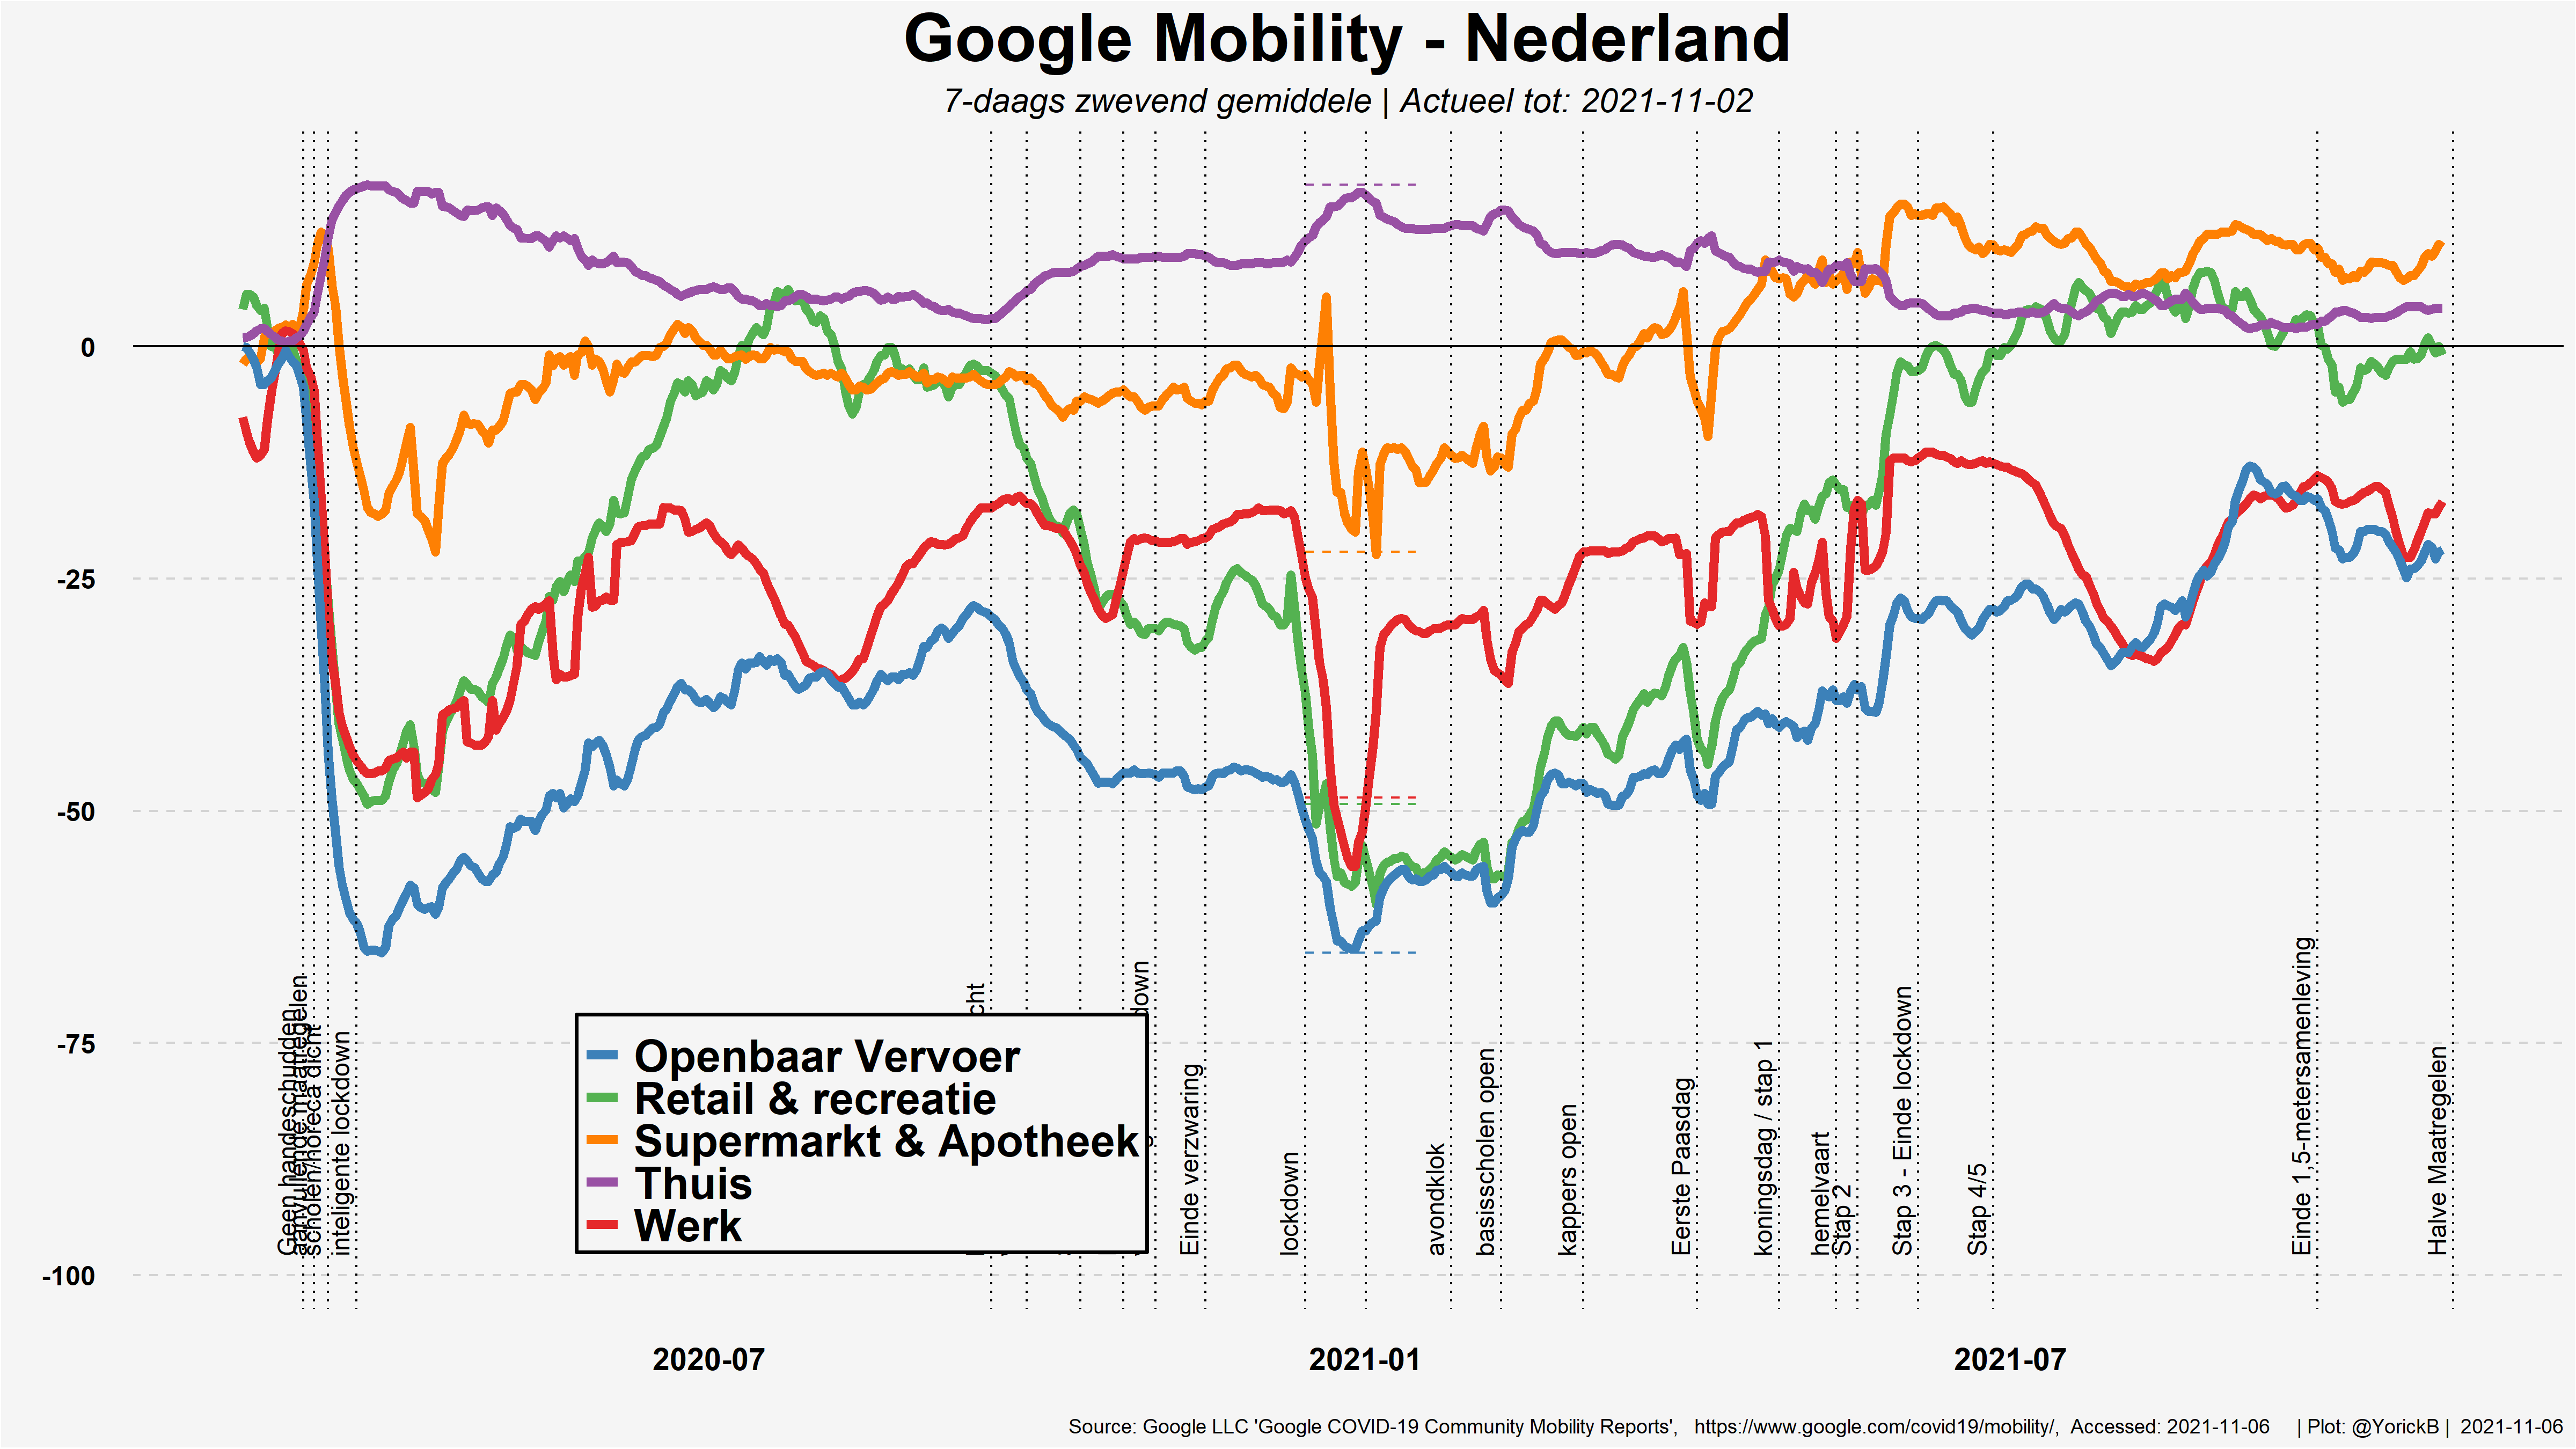 Google Mobility - Nederland
7-daags zwevend gemiddele | Actueel tot: 2021-11-02
0
-25
-50
-75
-100
Geen handeschudden
aanvullende maatregelen
scholen/horeca dicht
inteligente lockdown
cht
down
Einde verzwaring
lockdown
avondklok
basisscholen open
kappers open
Eerste Paasdag
koningsdag / stap 1
hemelvaart
Stap 2
Stap 3 - Einde lockdown
Stap 4/5
Einde 1,5-metersamenleving
Halve Maatregelen
Openbaar Vervoer
Retail & recreatie
Supermarkt & Apotheek
Thuis
Werk
2020-07
2021-01
2021-07
Source: Google LLC 'Google COVID-19 Community Mobility Reports', https://www.google.com/covid19/mobility/, Accessed: 2021-11-06 | Plot: @YorickB | 2021-11-06